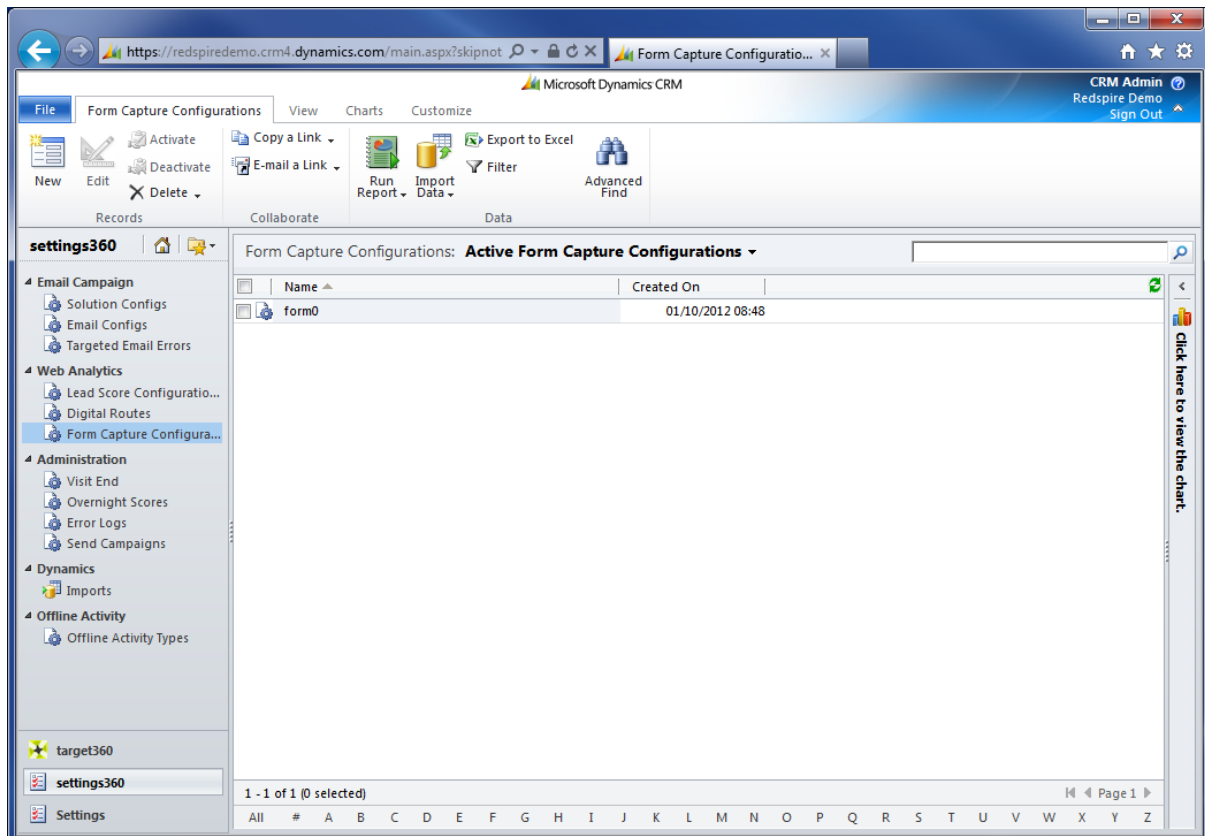 https://redspiredemo.crm4.dynamics.com/main.aspx?skipnot
Form Capture Configuratio...
Microsoft Dynamics CRM
CRM Admin
Redspire Demo
Sign Out
File Form Capture Configurations View Charts Customize
New
Edit
Activate
Deactivate
Delete
Records
Copy a Link
E-mail a Link
Collaborate
Run
Report
Import
Data
Export to Excel
Filter
Advanced
Find
Data
settings360
Form Capture Configurations: Active Form Capture Configurations
Email Campaign
Solution Configs
Email Configs
Targeted Email Errors
Web Analytics
Lead Score Configuratio...
Digital Routes
Form Capture Configura...
Administration
Visit End
Overnight Scores
Error Logs
Send Campaigns
Dynamics
Imports
Offline Activity
Offline Activity Types
target360
settings360
Settings
Name Created On
form0 01/10/2012 08:48
Click here to view the chart.
1 - 1 of 1 (0 selected) Page 1
All # A B C D E F G H I J K L M N O P Q R S T U V W X Y Z